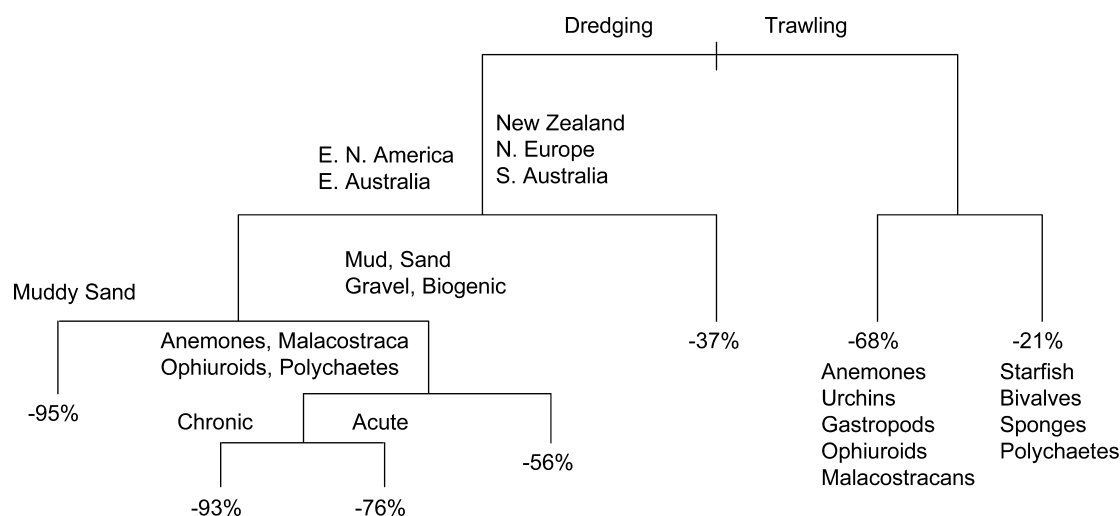 Dredging
Trawling
New Zealand
N. Europe
S. Australia
E. N. America
E. Australia
Mud, Sand
Gravel, Biogenic
Muddy Sand
Anemones, Malacostraca
Ophiuroids, Polychaetes
-37%
-68%
-21%
Anemones
Urchins
Gastropods
Ophiuroids
Malacostracans
Starfish
Bivalves
Sponges
Polychaetes
-95%
Chronic
Acute
-56%
-93%
-76%